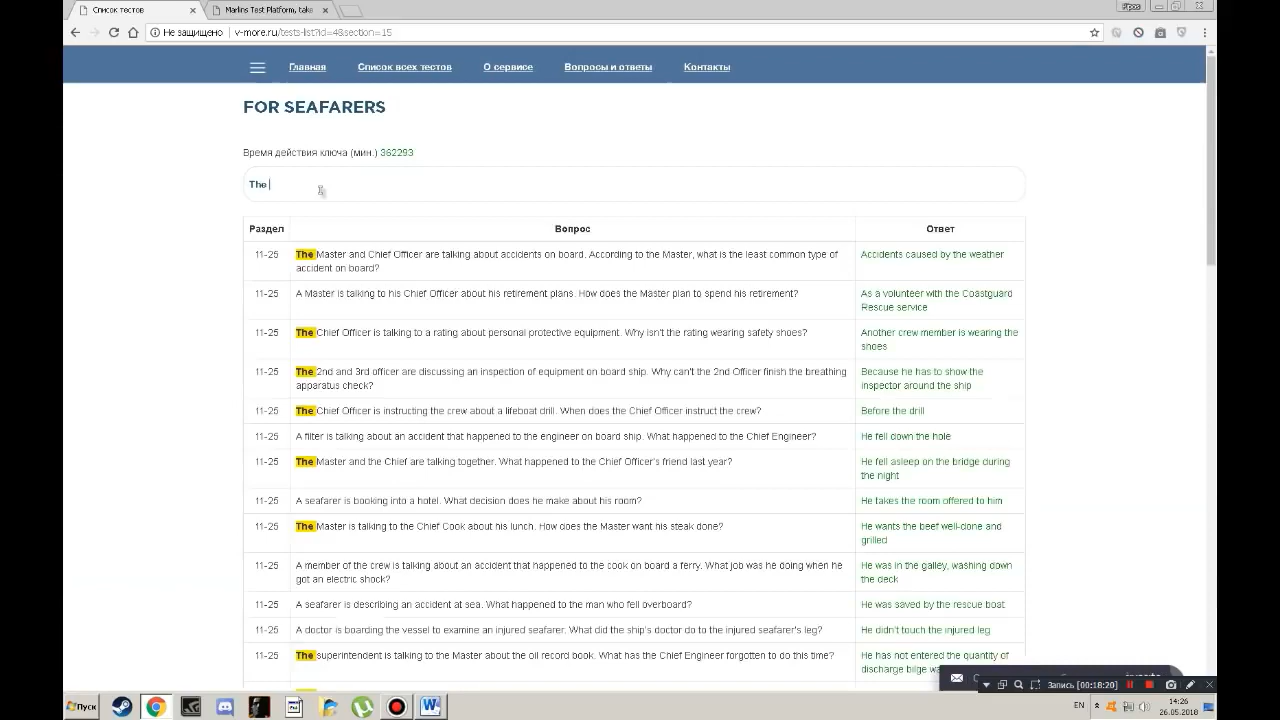 Список тестов
Marlins Test Platform, take
Pipos
Не защищено
v-more.ru/tests-list?id=4&section=15
Главная
Список всех тестов
О сервисе
Вопросы и ответы
Контакты
FOR SEAFARERS
Время действия ключа (мин.) 362293
The
Раздел
Вопрос
Ответ
11-25
The Master and Chief Officer are talking about accidents on board. According to the Master, what is the least common type of
accident on board?
Accidents caused by the weather
11-25
A Master is talking to his Chief Officer about his retirement plans. How does the Master plan to spend his retirement?
As a volunteer with the Coastguard
Rescue service
11-25
The Chief Officer is talking to a rating about personal protective equipment. Why isn't the rating wearing safety shoes?
Another crew member is wearing the
shoes
11-25
The 2nd and 3rd officer are discussing an inspection of equipment on board ship. Why can't the 2nd Officer finish the breathing
apparatus check?
Because he has to show the
inspector around the ship
11-25
The Chief Officer is instructing the crew about a lifeboat drill. When does the Chief Officer instruct the crew?
Before the drill
11-25
A fitter is talking about an accident that happened to the engineer on board ship. What happened to the Chief Engineer?
He fell down the hole
11-25
The Master and the Chief are talking together. What happened to the Chief Officer's friend last year?
He fell asleep on the bridge during
the night
11-25
A seafarer is booking into a hotel. What decision does he make about his room?
He takes the room offered to him
11-25
The Master is talking to the Chief Cook about his lunch. How does the Master want his steak done?
He wants the beef well-done and
grilled
11-25
A member of the crew is talking about an accident that happened to the cook on board a ferry. What job was he doing when he
got an electric shock?
He was in the galley, washing down
the deck
11-25
A seafarer is describing an accident at sea. What happened to the man who fell overboard?
He was saved by the rescue boat
11-25
A doctor is boarding the vessel to examine an injured seafarer. What did the ship's doctor do to the injured seafarer's leg?
He didn't touch the injured leg
11-25
The superintendent is talking to the Master about the oil record book. What has the Chief Engineer forgotten to do this time?
He has not entered the quantity of
discharge bilge
Запись [00:18:20]
Пуск
EN
14:26
26.05.2018